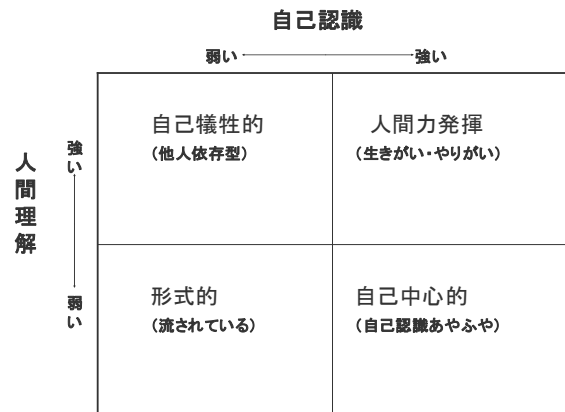 自己認識
弱い
強い
自己犠牲的
人間力発揮
(他人依存型)
(生きがい・やりがい)
人間理解
強い
弱い
形式的
自己中心的
(流されている)
(自己認識あやふや)